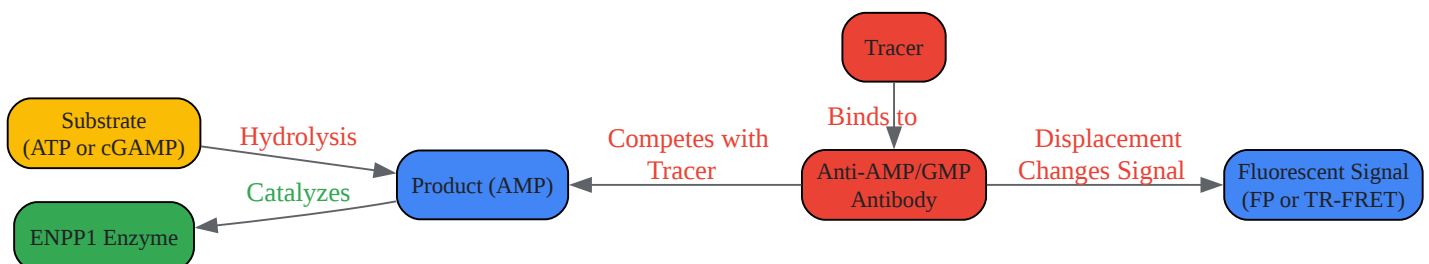 Tracer
Binds to
Substrate
(ATP or cGAMP)
Hydrolysis
Catalyzes
ENPP1 Enzyme
Product (AMP)
Competes with
Tracer
Anti-AMP/GMP
Antibody
Displacement
Changes Signal
Fluorescent Signal
(FP or TR-FRET)